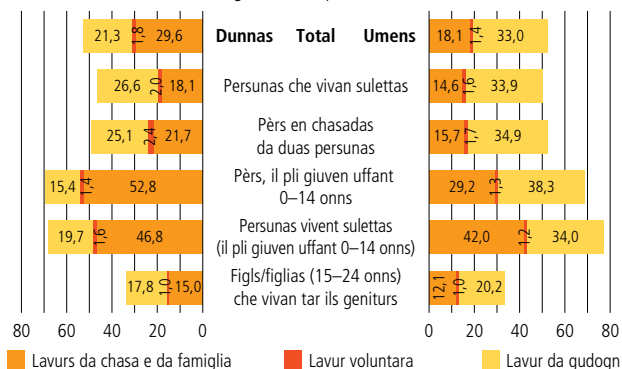 21,3 1,8 29,6 Dunnas Total Umens 18,1 1,4 33,0
26,6 2,0 18,1 Persunas che vivan sulettas 14,6 1,6 33,9
25,1 2,4 21,7 Pèrs en chasadas da duas persunas 15,7 1,7 34,9
15,4 1,4 52,8 Pèrs, il pli giuven uffant 0–14 onns 29,2 1,3 38,3
19,7 1,6 46,8 Persunas vivent sulettas (il pli giuven uffant 0–14 onns) 42,0 1,2 34,0
17,8 1,0 15,0 Figls/figlias (15–24 onns) che vivan tar ils geniturs 12,1 1,0 20,2
80 60 40 20 0 0 20 40 60 80
Lavurs da chasa e da famiglia Lavur voluntara Lavur da gudogn